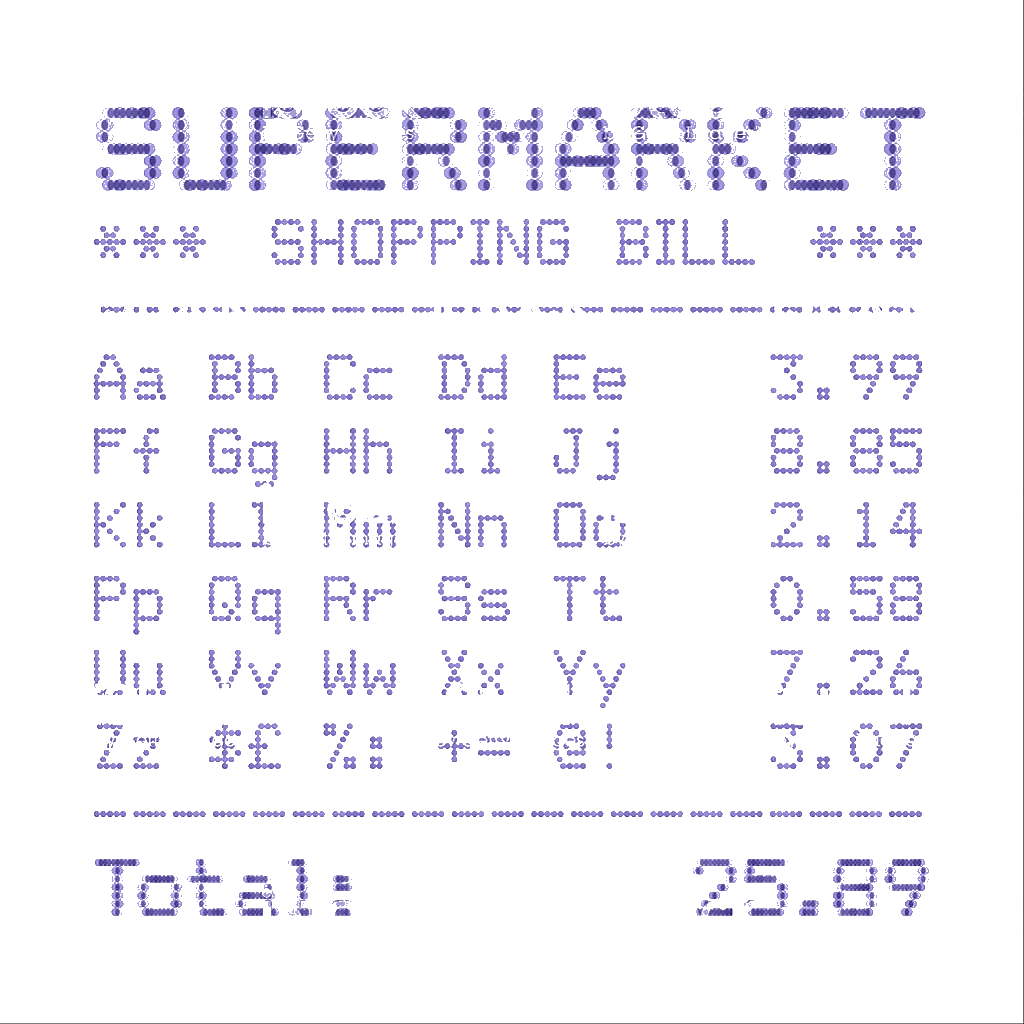 SUPERMARKET
*** SHOPPING BILL ***
Aa Bb Cc Dd Ee 3.99
Ff Gg Hh Ii Jj 8.85
Kk Ll Mm Nn Oo 2.14
Pp Qq Rr Ss Tt 0.58
Uu Vv Ww Xx Yy 7.26
Zz $£ %: += @! 3.07
Total: 25.89